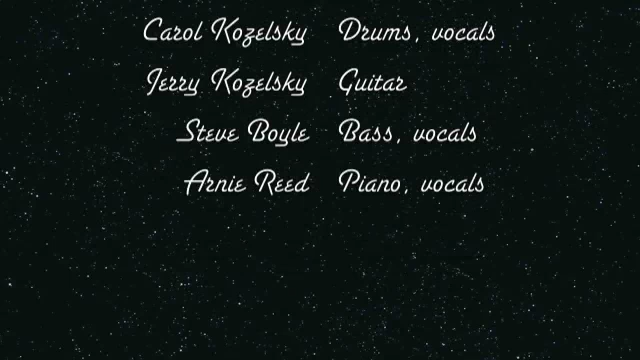 Carol Kozelsky Drums, vocals
Jerry Kozelsky Guitar
Steve Boyle Bass, vocals
Arnie Reed Piano, vocals